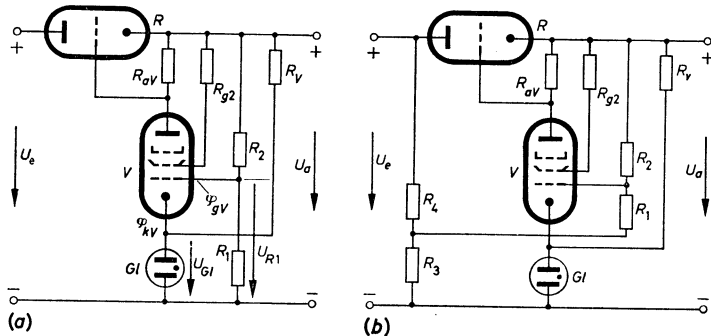 R
+
+
R_aV
R_g2
R_V
U_e
V
R_2
U_a
φ_gV
φ_kV
Gl
U_Gl
R_1
U_R1
−
−
(a)
R
+
+
R_aV
R_g2
R_v
U_e
V
R_2
U_a
R_4
R_1
R_3
Gl
−
−
(b)